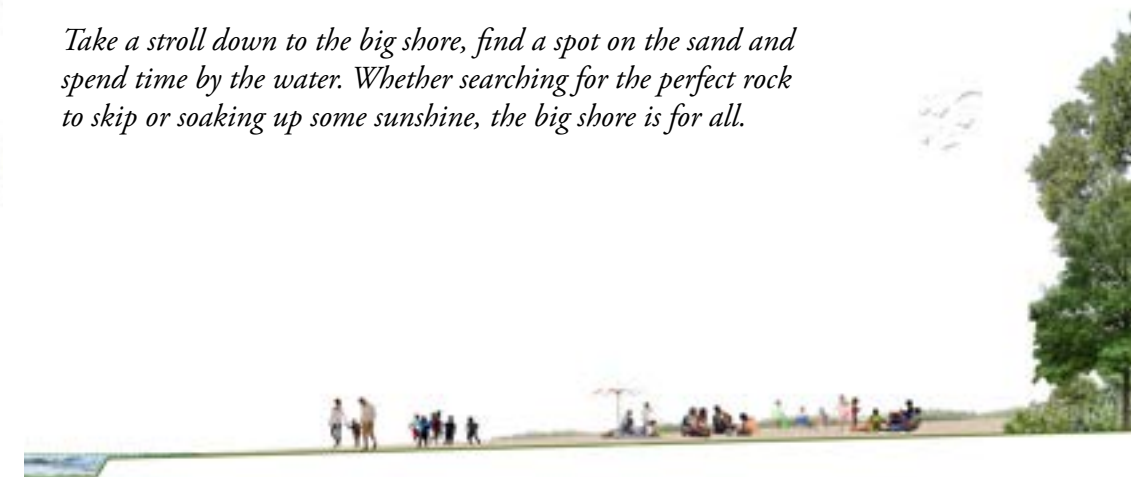 Take a stroll down to the big shore, find a spot on the sand and
spend time by the water. Whether searching for the perfect rock
to skip or soaking up some sunshine, the big shore is for all.